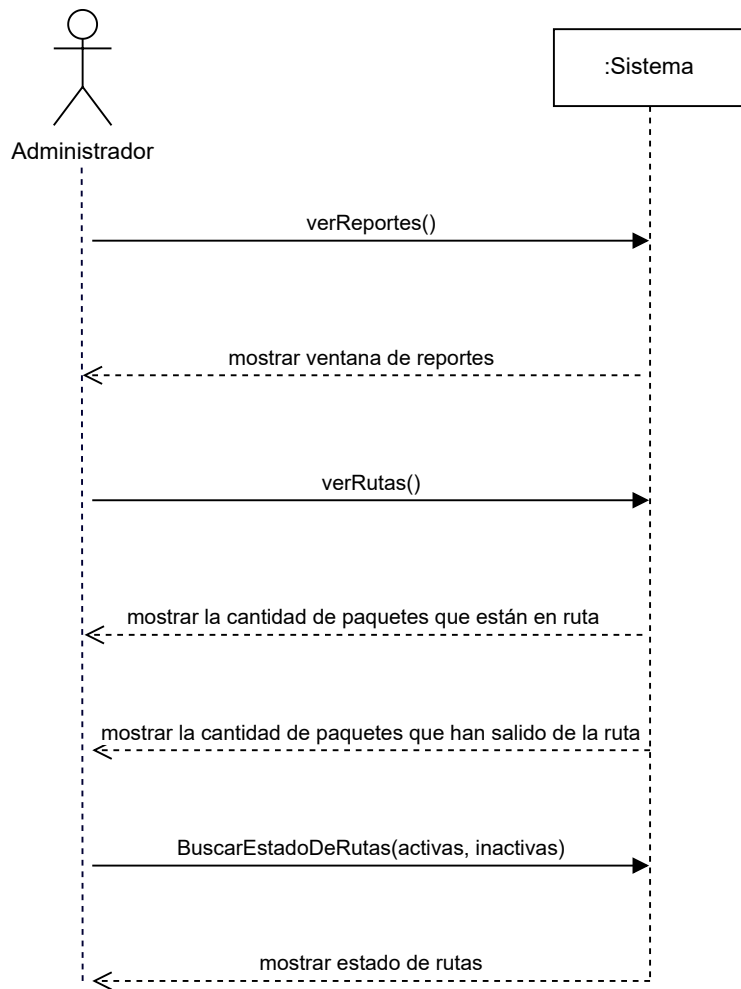 :Sistema
Administrador
verReportes()
mostrar ventana de reportes
verRutas()
mostrar la cantidad de paquetes que están en ruta
mostrar la cantidad de paquetes que han salido de la ruta
BuscarEstadoDeRutas(activas, inactivas)
mostrar estado de rutas